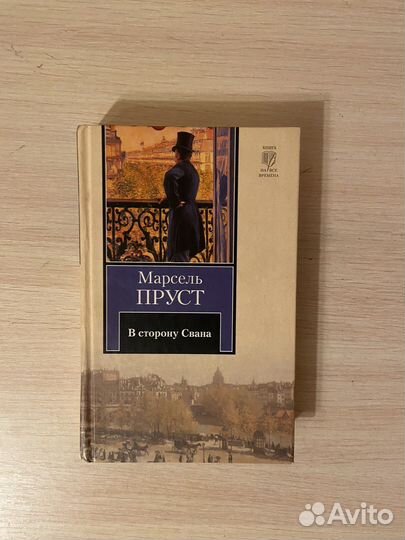 КНИГА
НА ВСЕ
ВРЕМЕНА
Марсель
ПРУСТ
В сторону Свана
Avito